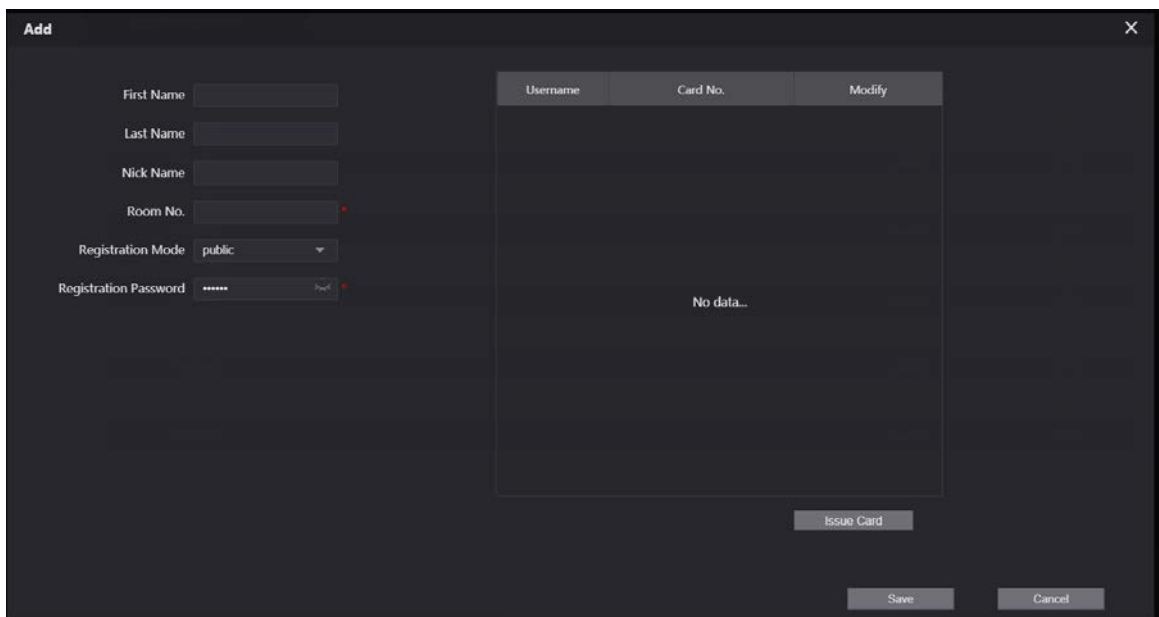 Add
First Name
Last Name
Nick Name
Room No. *
Registration Mode public
Registration Password •••••• *
Username Card No. Modify
No data...
Issue Card
Save Cancel